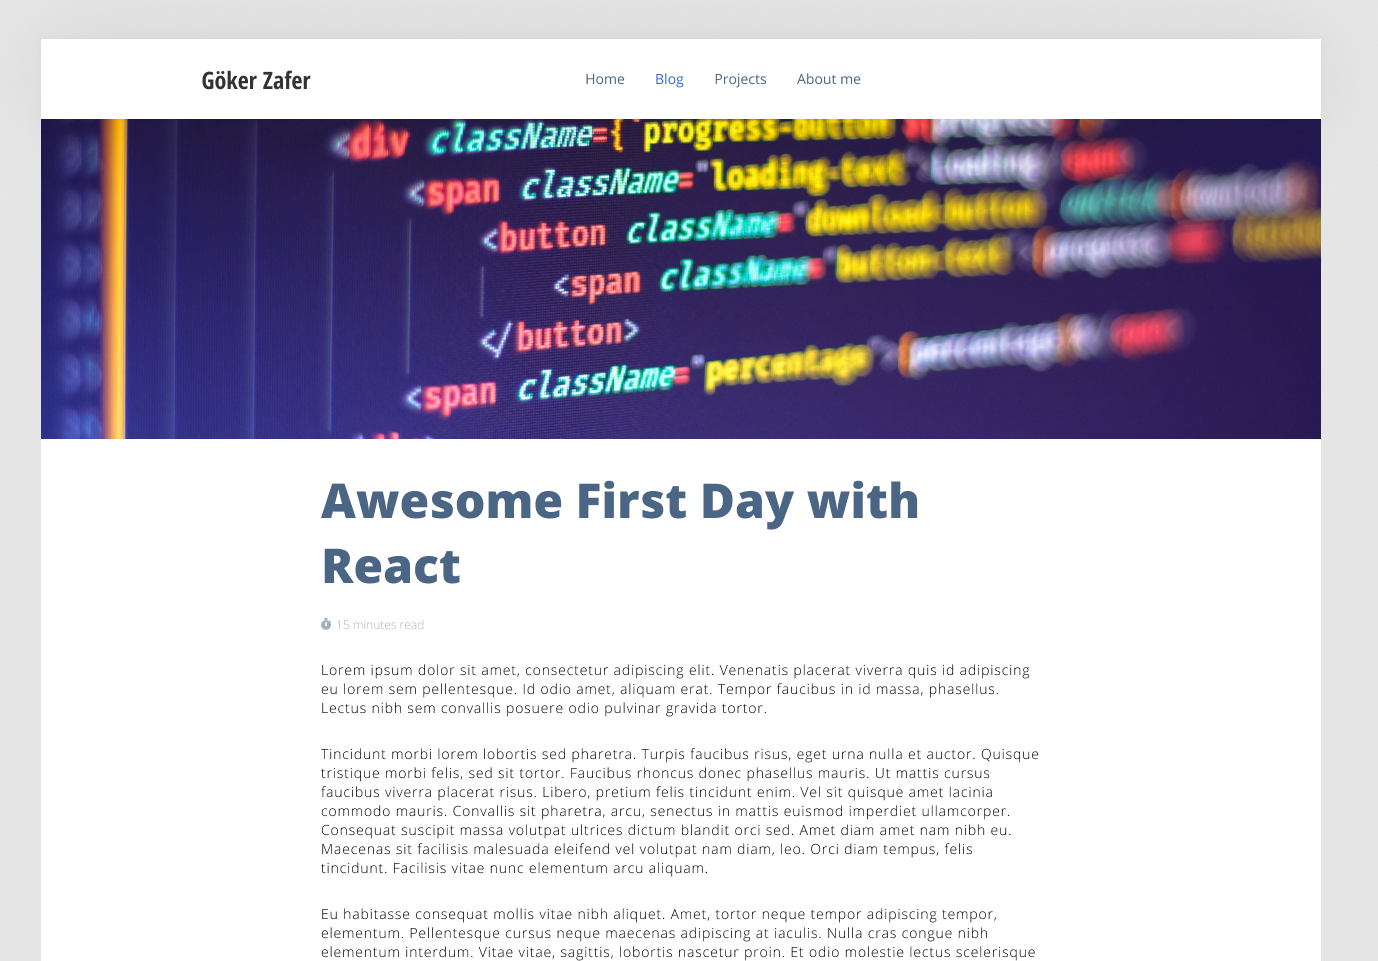 Göker Zafer
Home Blog Projects About me
<div className={`progress-button
<span className="loading-text">Loading</span>
<button className="download-button"
<span className="button-text">{progress
</button>
<span className="percentage">{percentage}</span>
Awesome First Day with
React
15 minutes read
Lorem ipsum dolor sit amet, consectetur adipiscing elit. Venenatis placerat viverra quis id adipiscing
eu lorem sem pellentesque. Id odio amet, aliquam erat. Tempor faucibus in id massa, phasellus.
Lectus nibh sem convallis posuere odio pulvinar gravida tortor.
Tincidunt morbi lorem lobortis sed pharetra. Turpis faucibus risus, eget urna nulla et auctor. Quisque
tristique morbi felis, sed sit tortor. Faucibus rhoncus donec phasellus mauris. Ut mattis cursus
faucibus viverra placerat risus. Libero, pretium felis tincidunt enim. Vel sit quisque amet lacinia
commodo mauris. Convallis sit pharetra, arcu, senectus in mattis euismod imperdiet ullamcorper.
Consequat suscipit massa volutpat ultrices dictum blandit orci sed. Amet diam amet nam nibh eu.
Maecenas sit facilisis malesuada eleifend vel volutpat nam diam, leo. Orci diam tempus, felis
tincidunt. Facilisis vitae nunc elementum arcu aliquam.
Eu habitasse consequat mollis vitae nibh aliquet. Amet, tortor neque tempor adipiscing tempor,
elementum. Pellentesque cursus neque maecenas adipiscing at iaculis. Nulla cras congue nibh
elementum interdum. Vitae vitae, sagittis, lobortis nascetur proin. Et odio molestie lectus scelerisque